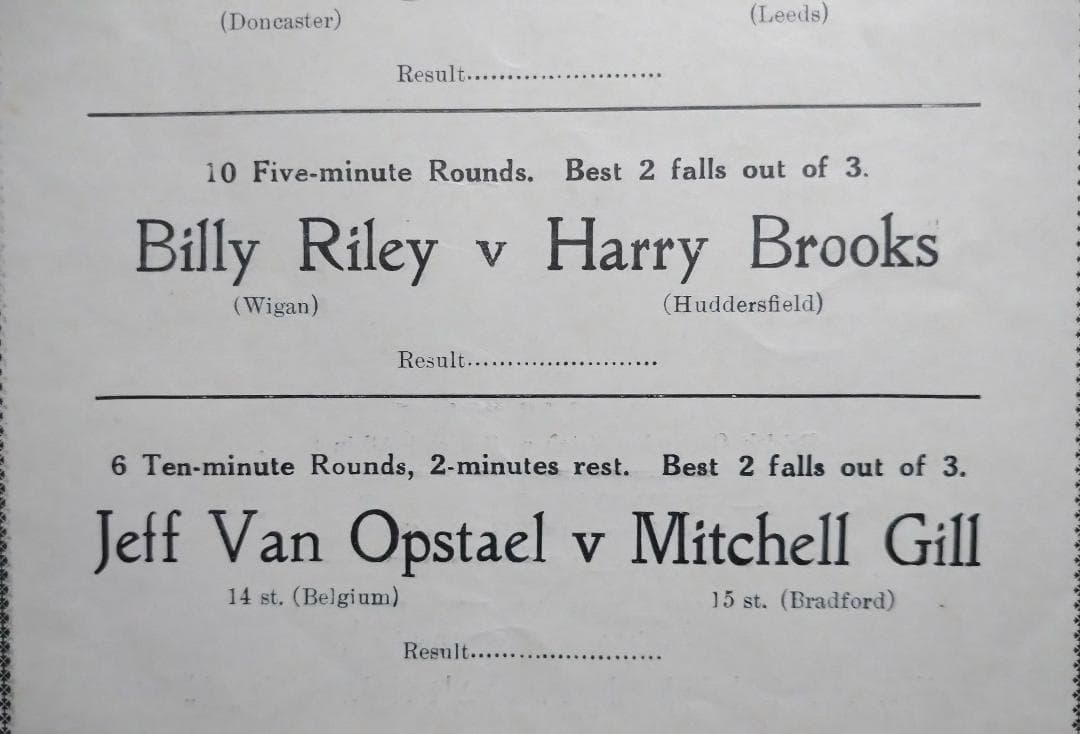 (Doncaster) (Leeds)
Result........................
10 Five-minute Rounds. Best 2 falls out of 3.
Billy Riley v Harry Brooks
(Wigan) (Huddersfield)
Result........................
6 Ten-minute Rounds, 2-minutes rest. Best 2 falls out of 3.
Jeff Van Opstael v Mitchell Gill
14 st. (Belgium) 15 st. (Bradford)
Result........................